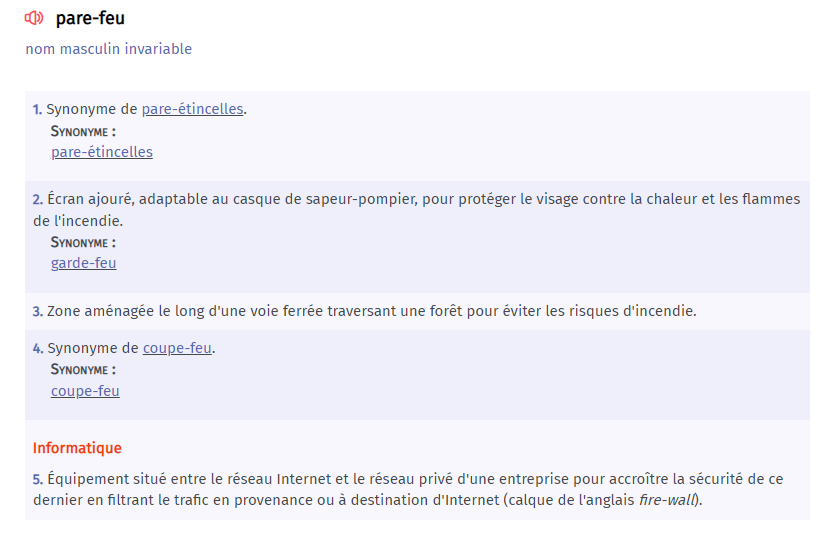 pare-feu
nom masculin invariable
1. Synonyme de pare-étincelles.
Synonyme :
pare-étincelles
2. Écran ajouré, adaptable au casque de sapeur-pompier, pour protéger le visage contre la chaleur et les flammes
de l'incendie.
Synonyme :
garde-feu
3. Zone aménagée le long d'une voie ferrée traversant une forêt pour éviter les risques d'incendie.
4. Synonyme de coupe-feu.
Synonyme :
coupe-feu
Informatique
5. Équipement situé entre le réseau Internet et le réseau privé d'une entreprise pour accroître la sécurité de ce
dernier en filtrant le trafic en provenance ou à destination d'Internet (calque de l'anglais fire-wall).